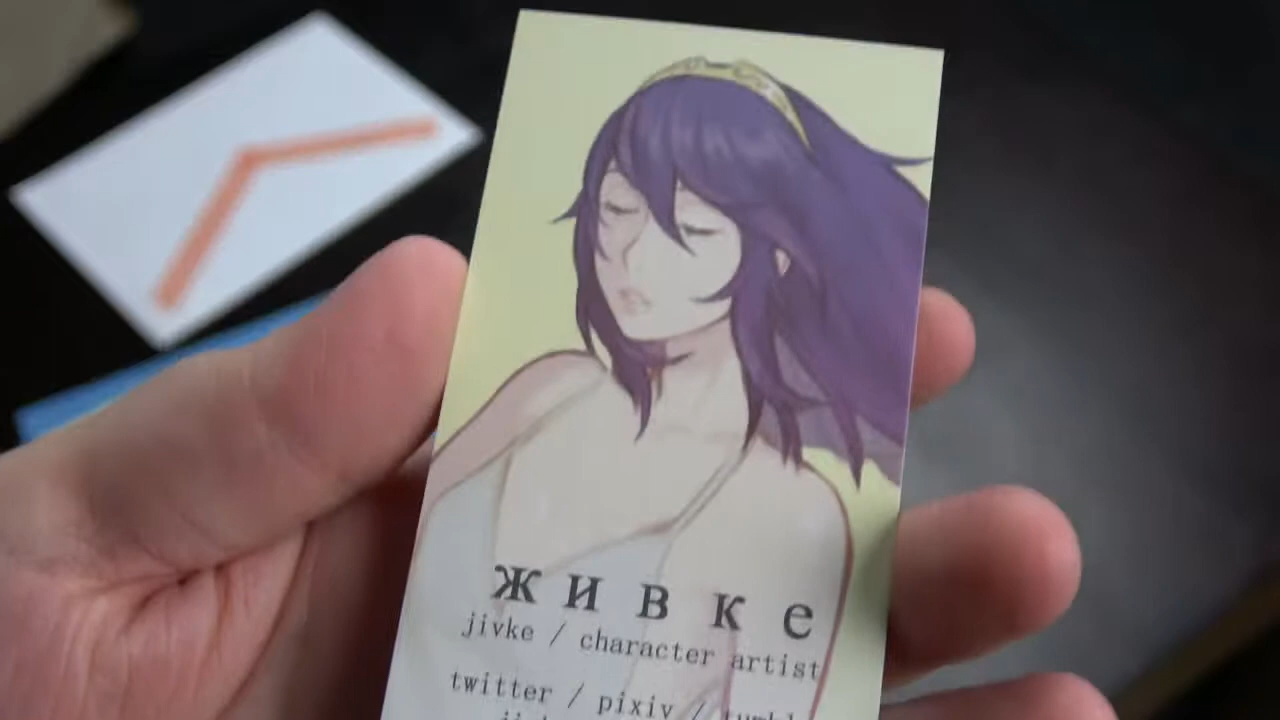 живке
jivke / character artist
twitter / pixiv /